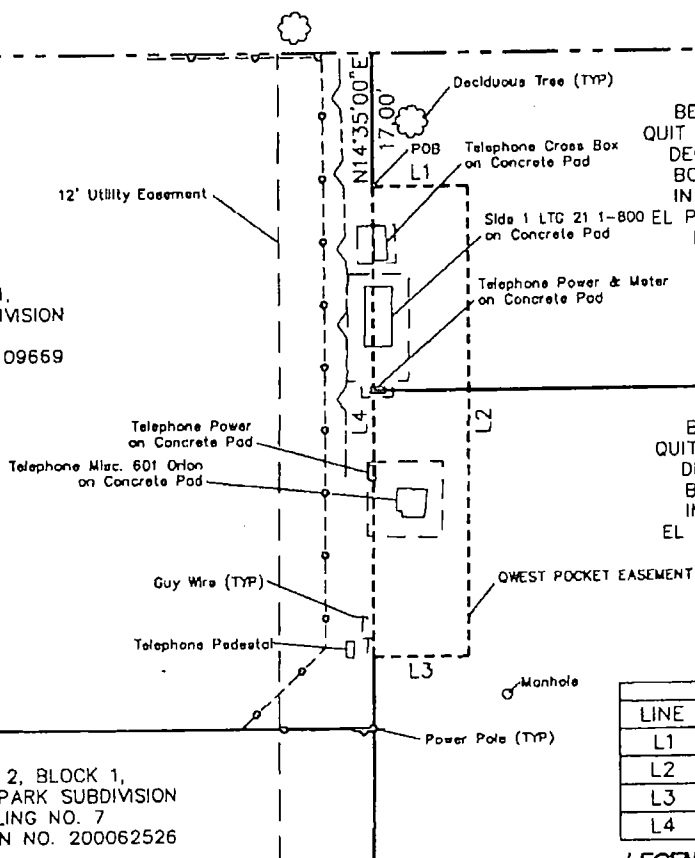 Deciduous Tree (TYP)
N14°35'00"E
17.00'
POB
L1
Telephone Cross Box
on Concrete Pad
12' Utility Easement
Side 1 LTG 21 1-800
on Concrete Pad
Telephone Power & Meter
on Concrete Pad
BE
QUIT
DE
BO
IN
EL P
1,
IVISION
09669
L4
L2
Telephone Power
on Concrete Pad
Telephone Misc. 601 Orion
on Concrete Pad
B
QUIT
D
B
IN
EL
QWEST POCKET EASEMENT
Guy Wire (TYP)
Telephone Pedestal
L3
Manhole
Power Pole (TYP)
LINE
L1
L2
L3
L4
2, BLOCK 1,
PARK SUBDIVISION
LING NO. 7
N NO. 200062526